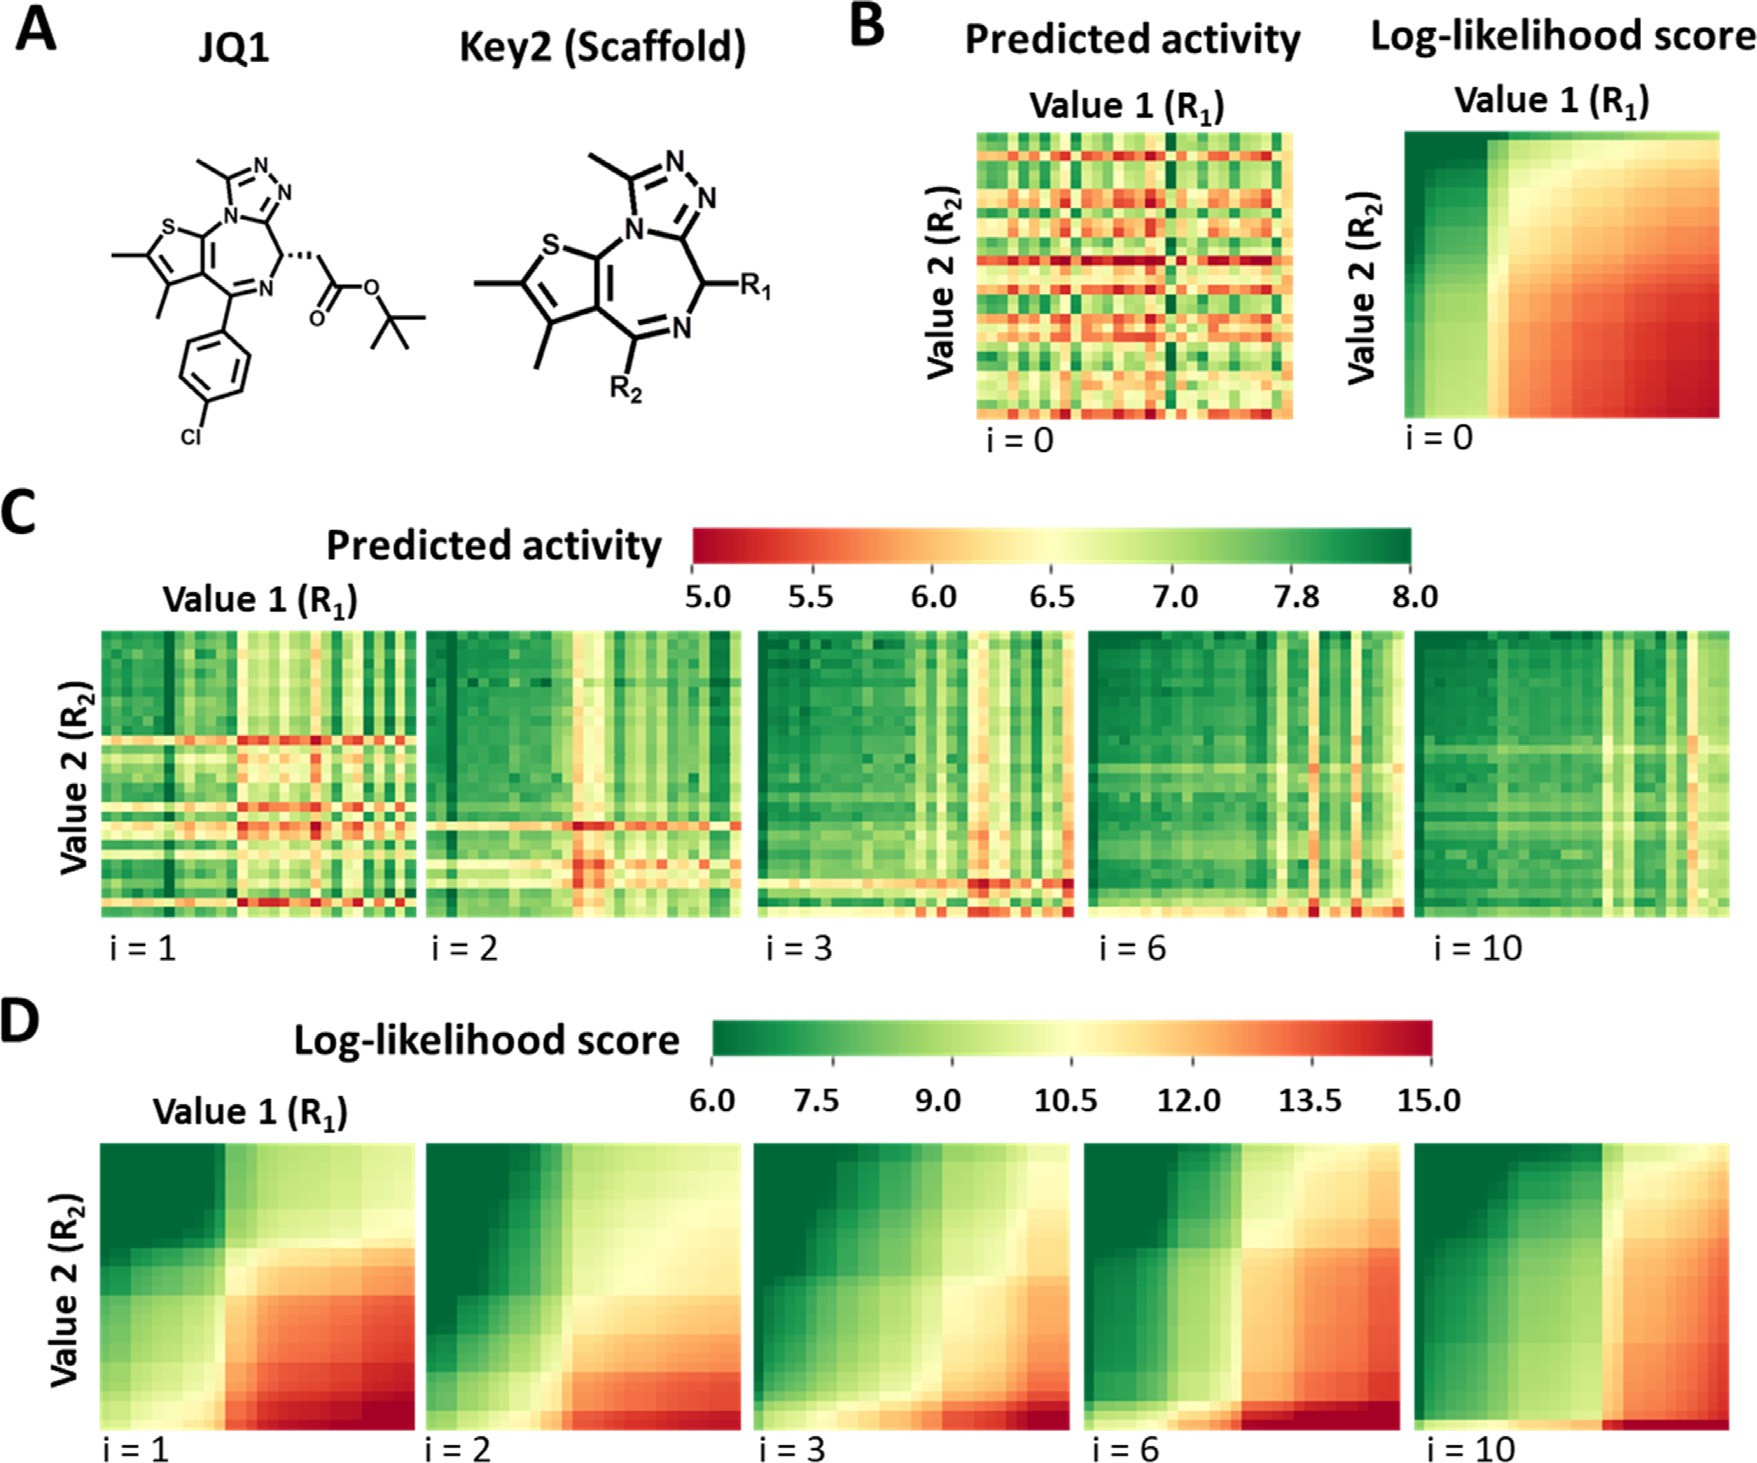 A
JQ1
Key2 (Scaffold)
N
N
N
S
N
O
O
Cl
N
N
N
S
R1
N
R2
B
Predicted activity
Log-likelihood score
Value 1 (R1)
Value 1 (R1)
Value 2 (R2)
Value 2 (R2)
i = 0
i = 0
C
Predicted activity
5.0 5.5 6.0 6.5 7.0 7.8 8.0
Value 1 (R1)
Value 2 (R2)
i = 1
i = 2
i = 3
i = 6
i = 10
D
Log-likelihood score
6.0 7.5 9.0 10.5 12.0 13.5 15.0
Value 1 (R1)
Value 2 (R2)
i = 1
i = 2
i = 3
i = 6
i = 10